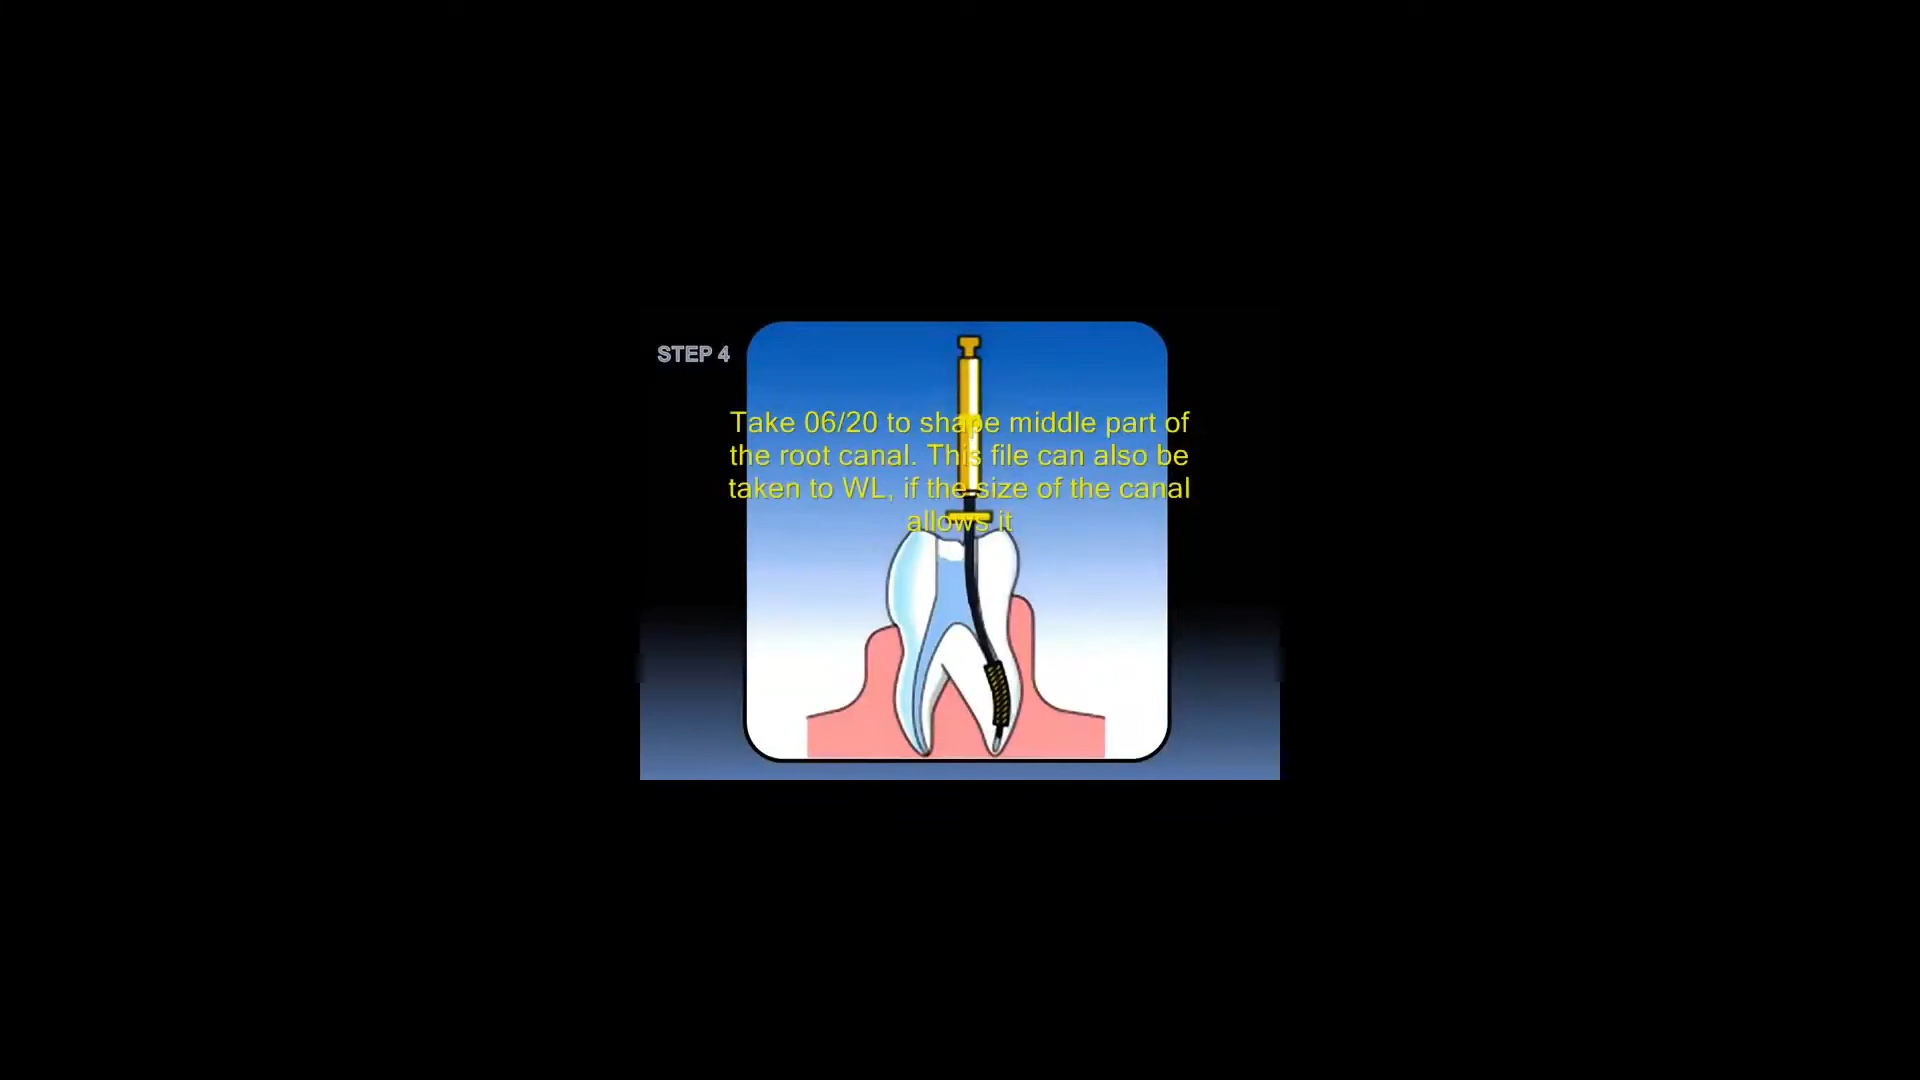 STEP 4
Take 06/20 to shape middle part of
the root canal. This file can also be
taken to WL, if the size of the canal
allows it